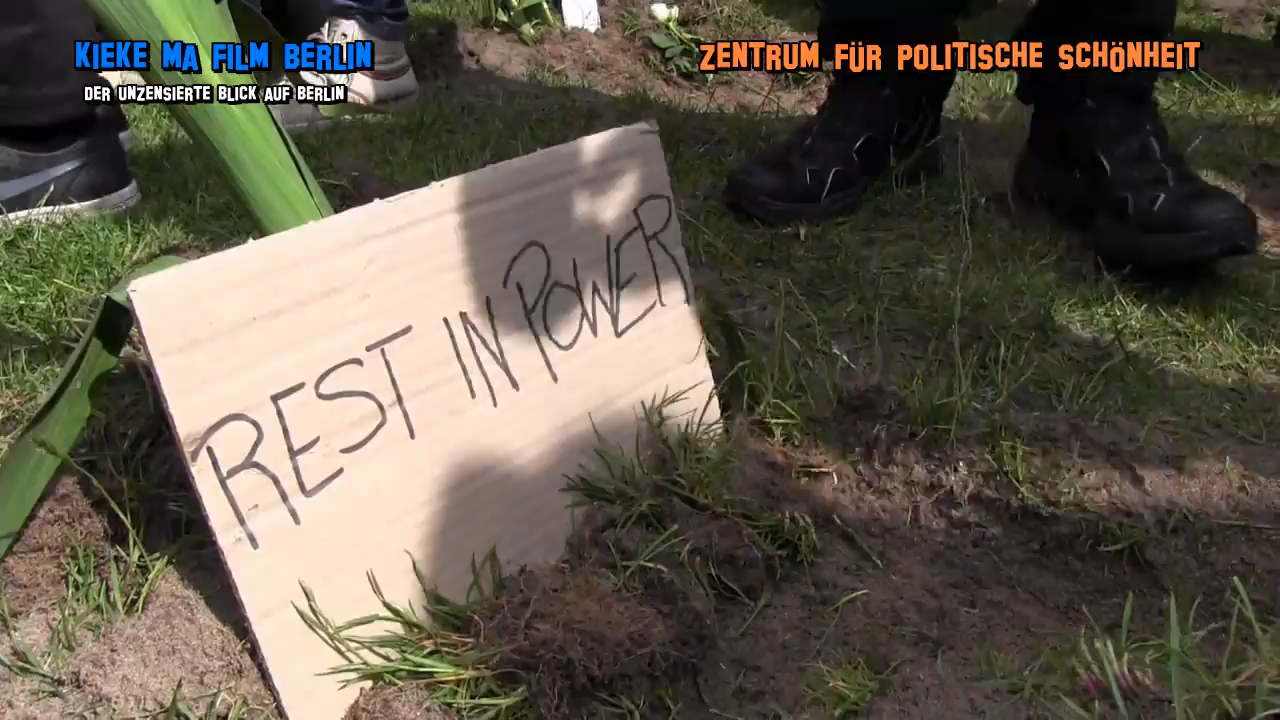 KIEKE MA FILM BERLIN
DER UNZENSIERTE BLICK AUF BERLIN
ZENTRUM FÜR POLITISCHE SCHÖNHEIT
REST IN POWER